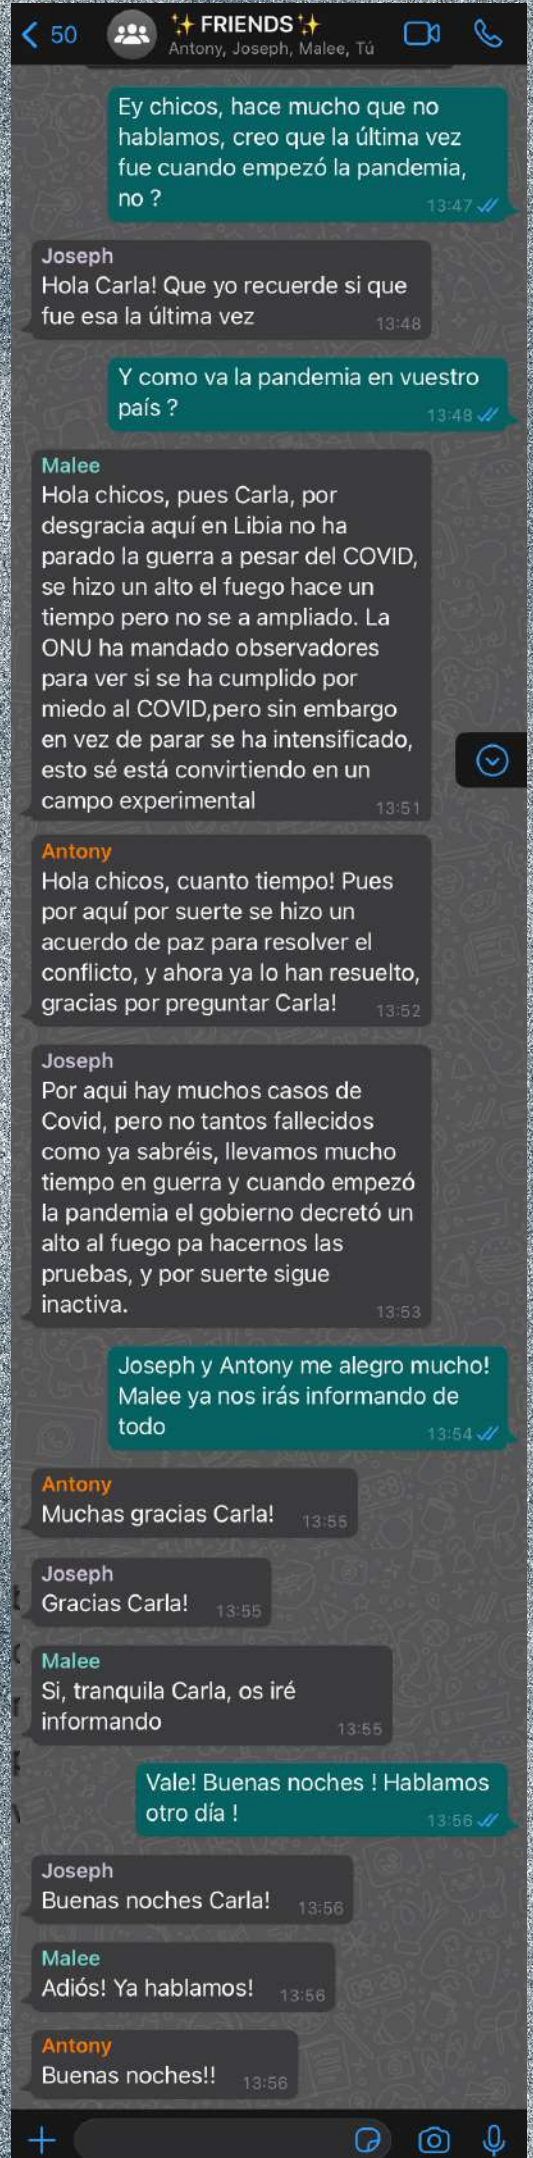 50
✨ FRIENDS ✨
Antony, Joseph, Malee, Tú
Ey chicos, hace mucho que no
hablamos, creo que la última vez
fue cuando empezó la pandemia,
no ?
13:47
Joseph
Hola Carla! Que yo recuerde si que
fue esa la última vez
13:48
Y como va la pandemia en vuestro
país ?
13:48
Malee
Hola chicos, pues Carla, por
desgracia aquí en Libia no ha
parado la guerra a pesar del COVID,
se hizo un alto el fuego hace un
tiempo pero no se a ampliado. La
ONU ha mandado observadores
para ver si se ha cumplido por
miedo al COVID,pero sin embargo
en vez de parar se ha intensificado,
esto sé está convirtiendo en un
campo experimental
13:51
Antony
Hola chicos, cuanto tiempo! Pues
por aquí por suerte se hizo un
acuerdo de paz para resolver el
conflicto, y ahora ya lo han resuelto,
gracias por preguntar Carla!
13:52
Joseph
Por aqui hay muchos casos de
Covid, pero no tantos fallecidos
como ya sabréis, llevamos mucho
tiempo en guerra y cuando empezó
la pandemia el gobierno decretó un
alto al fuego pa hacernos las
pruebas, y por suerte sigue
inactiva.
13:53
Joseph y Antony me alegro mucho!
Malee ya nos irás informando de
todo
13:54
Antony
Muchas gracias Carla!
13:55
Joseph
Gracias Carla!
13:55
Malee
Si, tranquila Carla, os iré
informando
13:55
Vale! Buenas noches ! Hablamos
otro día !
13:56
Joseph
Buenas noches Carla!
13:56
Malee
Adiós! Ya hablamos!
13:56
Antony
Buenas noches!!
13:56